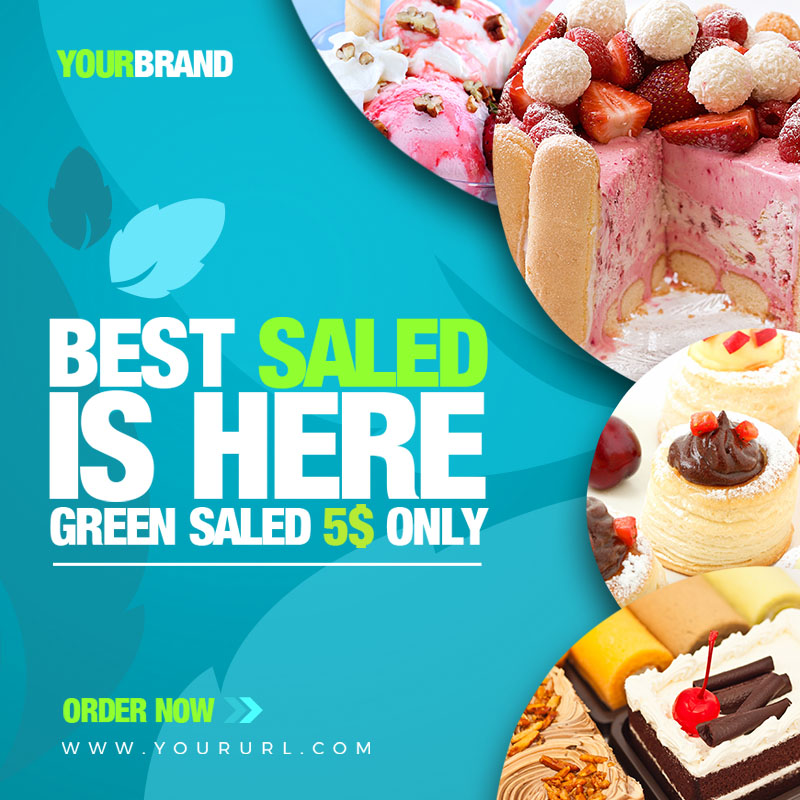 YOURBRAND
BEST SALED
IS HERE
GREEN SALED 5$ ONLY
ORDER NOW
WWW.YOURURL.COM